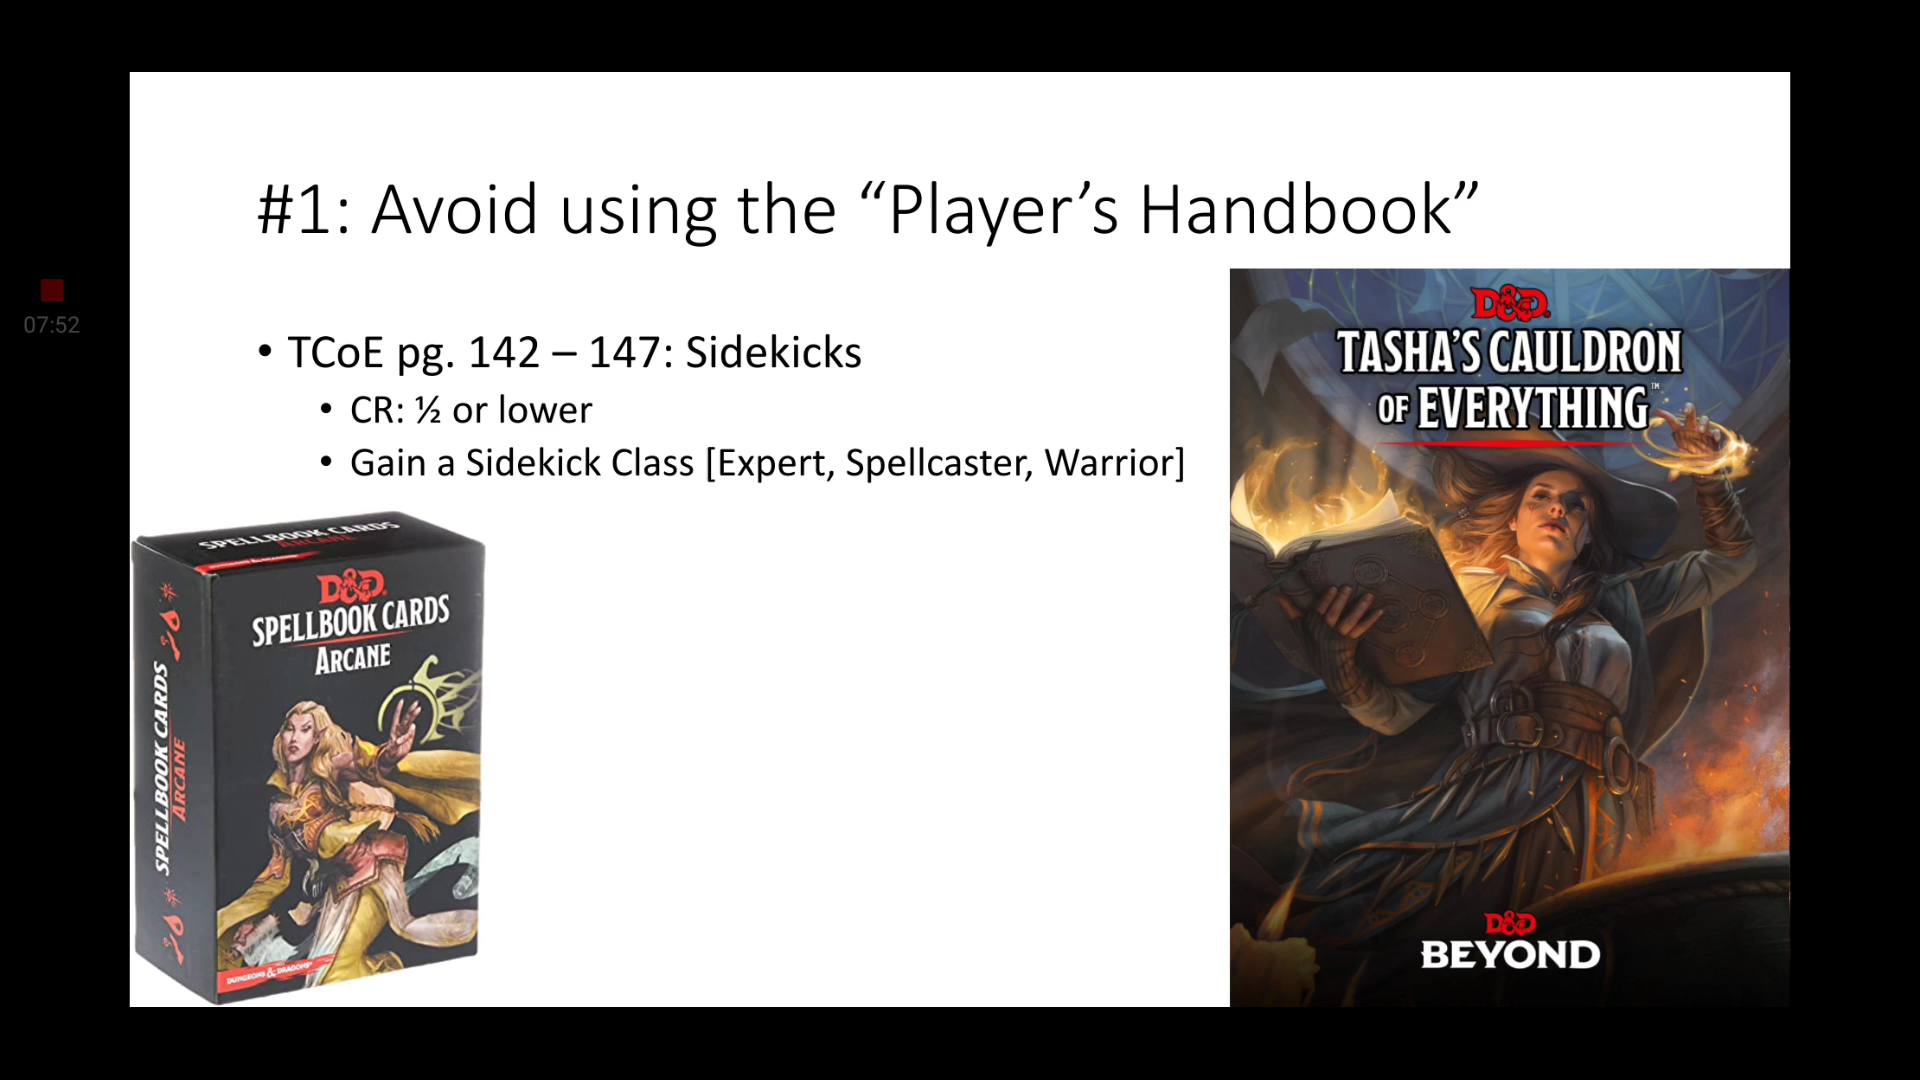 #1: Avoid using the “Player’s Handbook”
07:52
• TCoE pg. 142 – 147: Sidekicks
• CR: ½ or lower
• Gain a Sidekick Class [Expert, Spellcaster, Warrior]
D&D
TASHA'S CAULDRON
OF EVERYTHING™
D&D
BEYOND
SPELLBOOK CARDS
ARCANE
D&D
SPELLBOOK CARDS
ARCANE
SPELLBOOK CARDS
ARCANE
DUNGEONS & DRAGONS